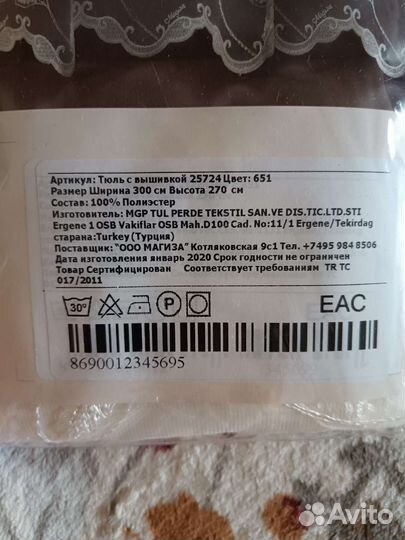 Артикул: Тюль с вышивкой 25724 Цвет: 651
Размер Ширина 300 см Высота 270 см
Состав: 100% Полиэстер
Изготовитель: MGP TUL PERDE TEKSTIL SAN.VE DIS.TIC.LTD.STI
Ergene 1 OSB Vakiflar OSB Mah.D100 Cad. No:11/1 Ergene/Tekirdag
старана:Turkey (Турция)
Поставщик: "ООО МАГИЗА" Котляковская 9с1 Тел. +7495 984 8506
Дата изготовления январь 2020 Срок годности не ограничен
Товар Сертифицирован Соответствует требованиям TR TC
017/2011
30° P EAC
8690012345695
Avito